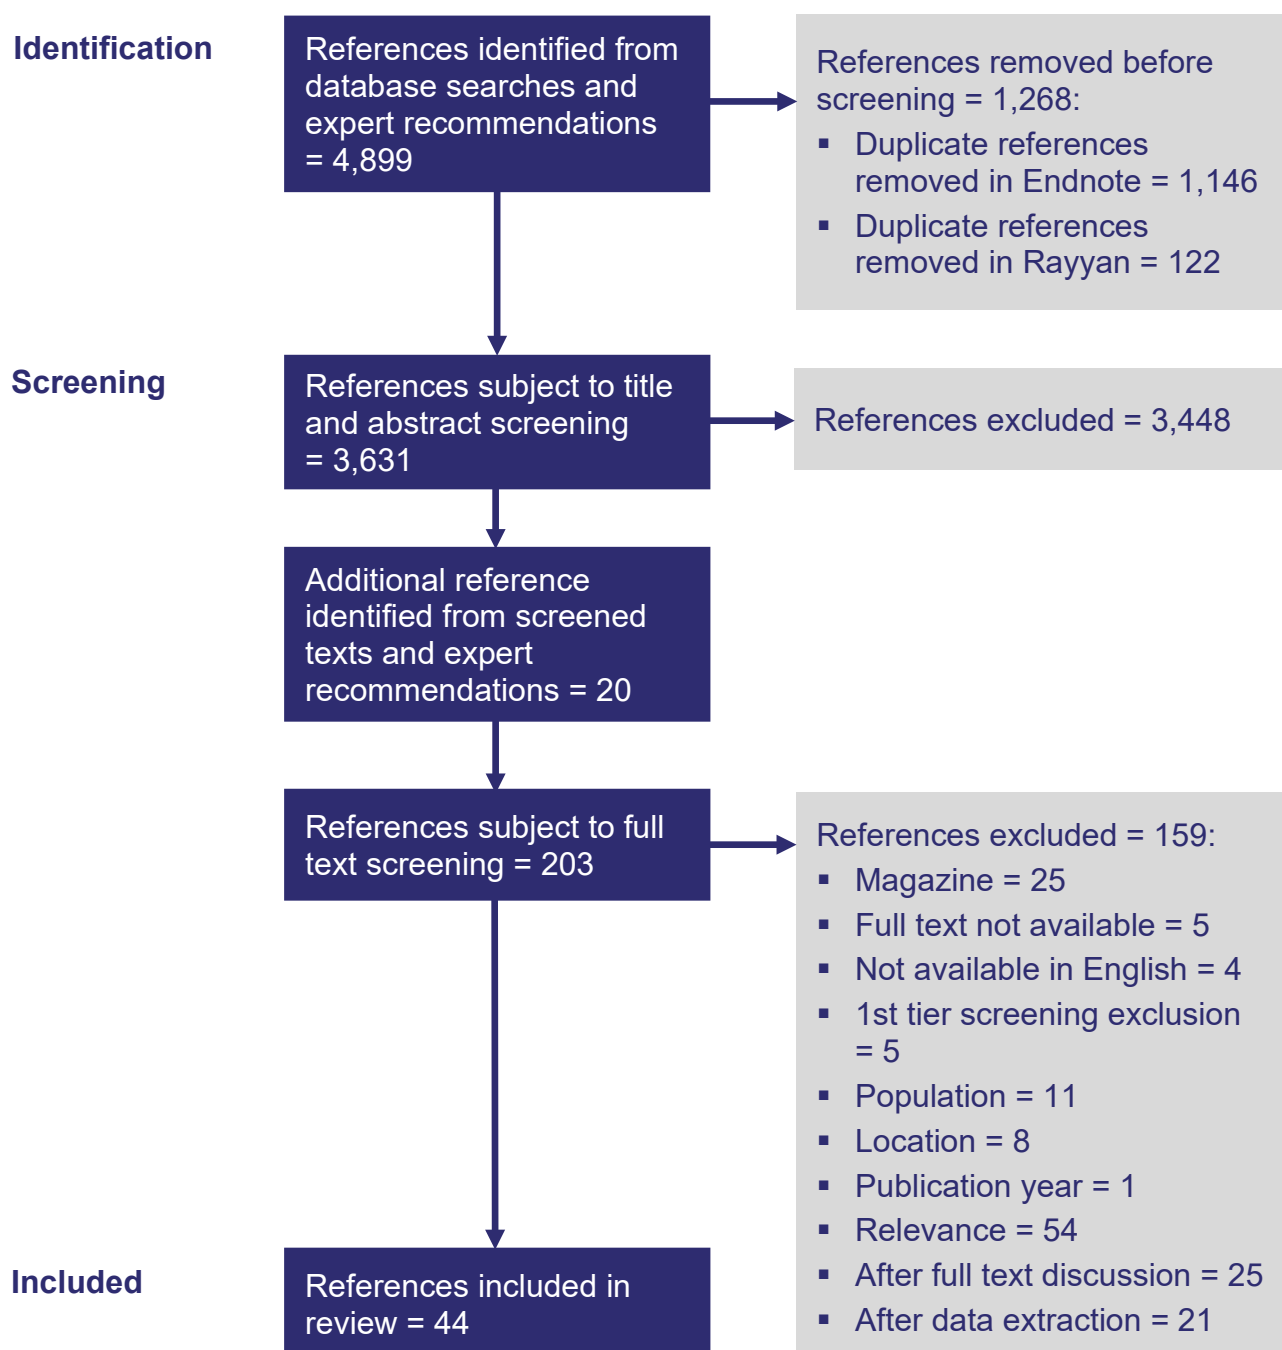 Identification
References identified from
database searches and
expert recommendations
= 4,899
References removed before
screening = 1,268:
▪ Duplicate references
removed in Endnote = 1,146
▪ Duplicate references
removed in Rayyan = 122
Screening
References subject to title
and abstract screening
= 3,631
References excluded = 3,448
Additional reference
identified from screened
texts and expert
recommendations = 20
References subject to full
text screening = 203
References excluded = 159:
▪ Magazine = 25
▪ Full text not available = 5
▪ Not available in English = 4
▪ 1st tier screening exclusion
= 5
▪ Population = 11
▪ Location = 8
▪ Publication year = 1
▪ Relevance = 54
▪ After full text discussion = 25
▪ After data extraction = 21
Included
References included in
review = 44